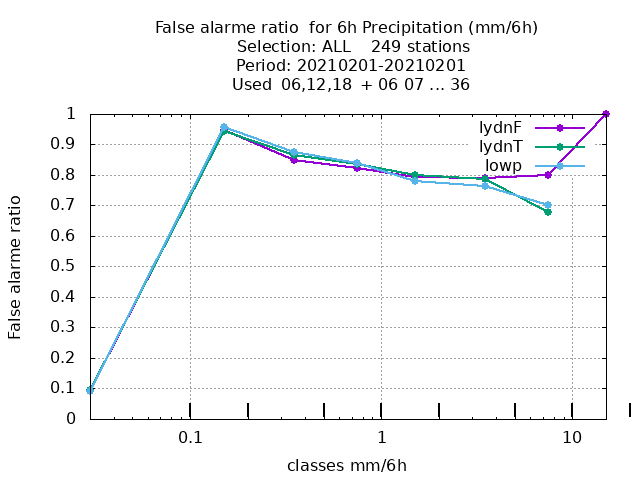 False alarme ratio  for 6h Precipitation (mm/6h)
Selection: ALL    249 stations
Period: 20210201-20210201
Used  06,12,18  + 06 07 ... 36
1
0.9
0.8
0.7
0.6
0.5
0.4
0.3
0.2
0.1
0
False alarme ratio
lydnF
lydnT
lowp
0.1
1
10
classes mm/6h